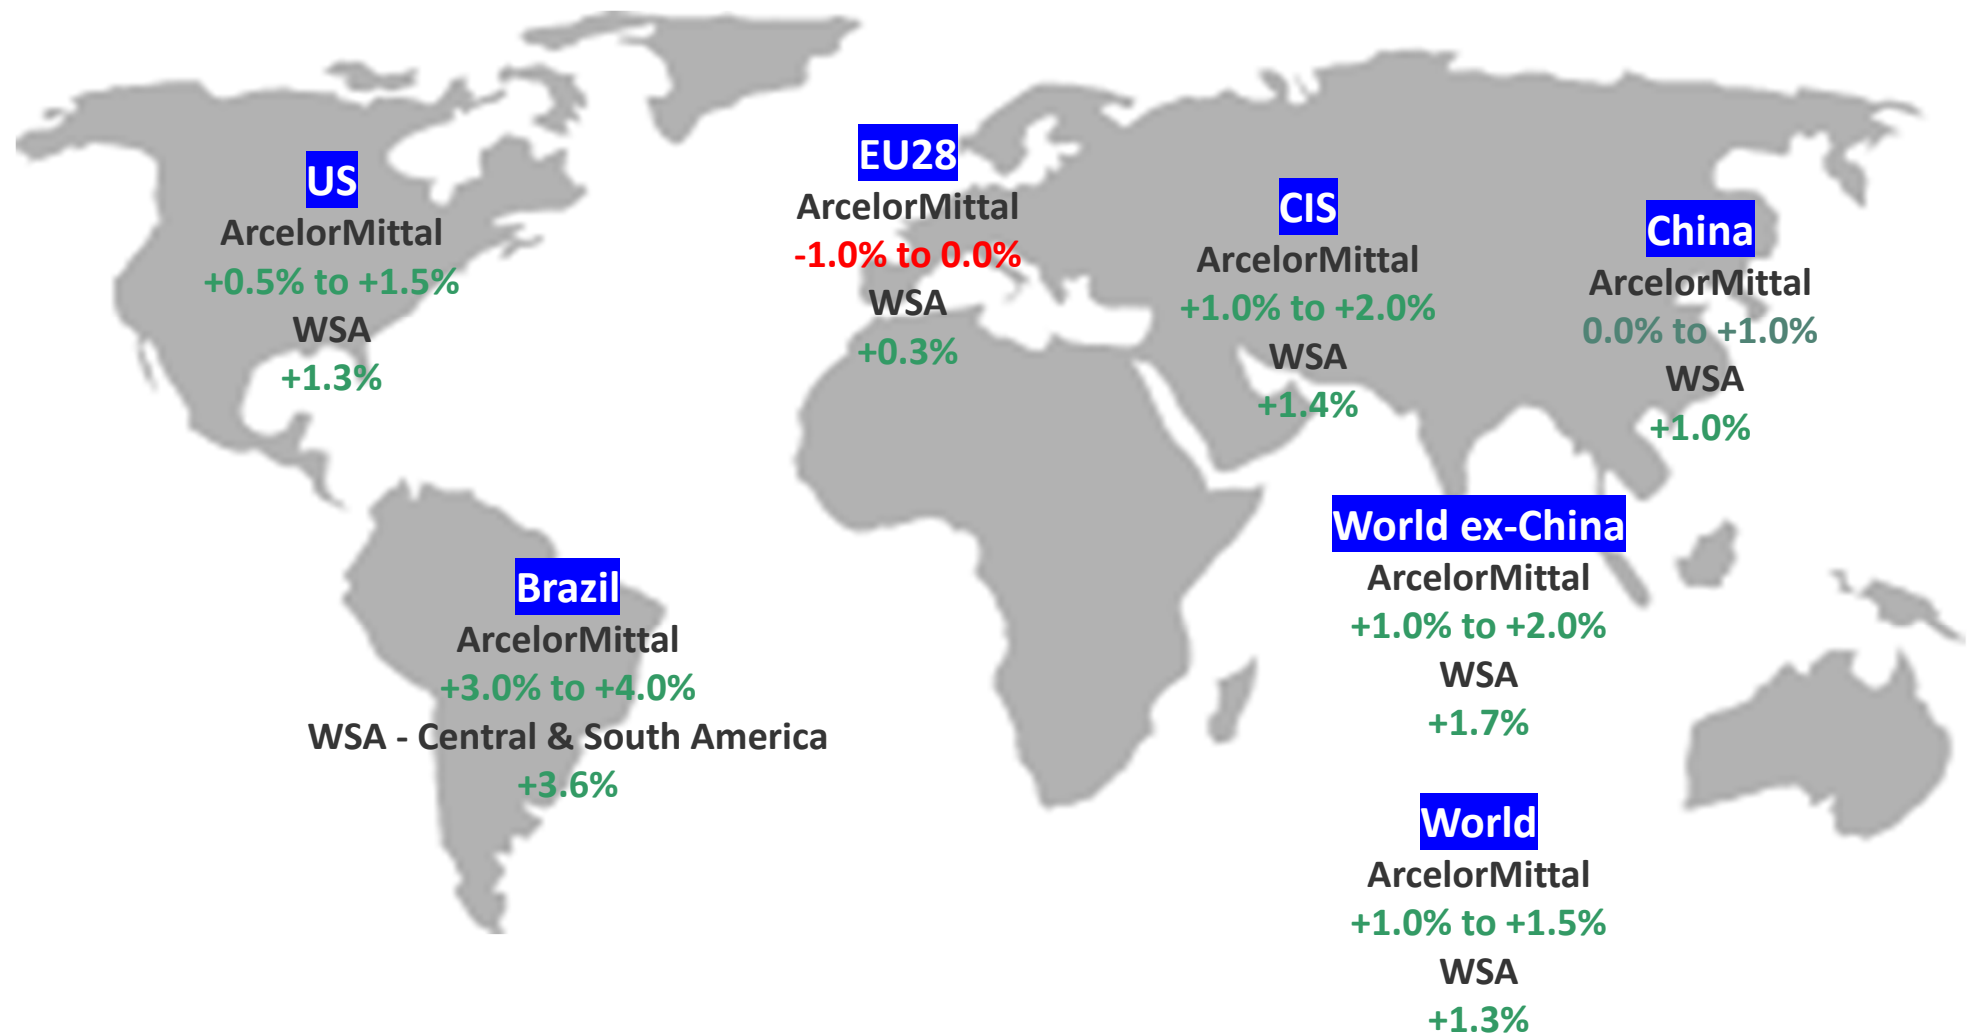 US
ArcelorMittal
+0.5% to +1.5%
WSA
+1.3%
EU28
ArcelorMittal
-1.0% to 0.0%
WSA
+0.3%
CIS
ArcelorMittal
+1.0% to +2.0%
WSA
+1.4%
China
ArcelorMittal
0.0% to +1.0%
WSA
+1.0%
Brazil
ArcelorMittal
+3.0% to +4.0%
WSA - Central & South America
+3.6%
World ex-China
ArcelorMittal
+1.0% to +2.0%
WSA
+1.7%
World
ArcelorMittal
+1.0% to +1.5%
WSA
+1.3%